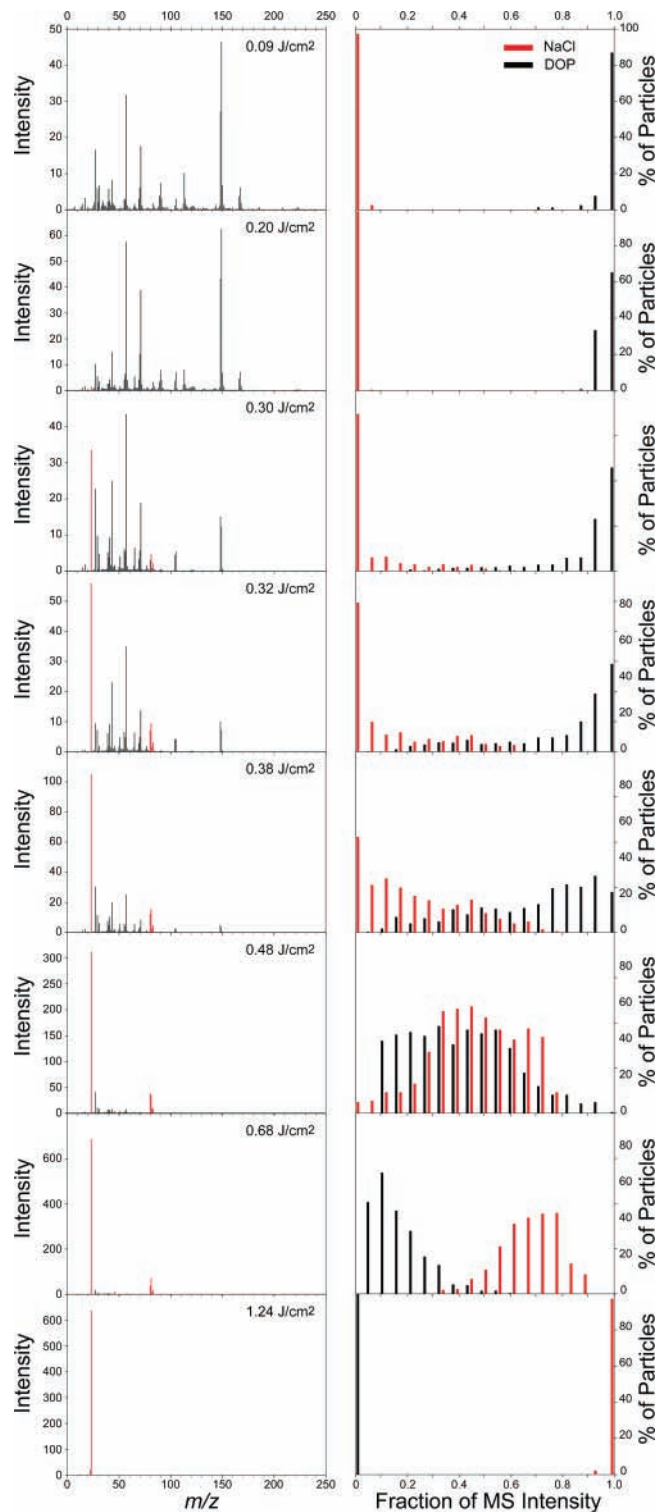 0 50 100 150 200 250
0 0.2 0.4 0.6 0.8 1.0
50
40
30
20
10
0
Intensity
0.09 J/cm2
NaCl
DOP
100
80
60
40
20
0
% of Particles
60
50
40
30
20
10
0
Intensity
0.20 J/cm2
80
60
40
20
0
% of Particles
40
30
20
10
0
Intensity
0.30 J/cm2
% of Particles
50
40
30
20
10
0
Intensity
0.32 J/cm2
80
60
40
20
0
% of Particles
100
80
60
40
20
0
Intensity
0.38 J/cm2
80
60
40
20
0
% of Particles
300
250
200
150
100
50
0
Intensity
0.48 J/cm2
80
60
40
20
0
% of Particles
600
400
200
0
Intensity
0.68 J/cm2
80
60
40
20
0
% of Particles
600
500
400
300
200
100
0
Intensity
1.24 J/cm2
80
60
40
20
0
% of Particles
0 50 100 150 200 250
0 0.2 0.4 0.6 0.8 1.0
m/z
Fraction of MS Intensity